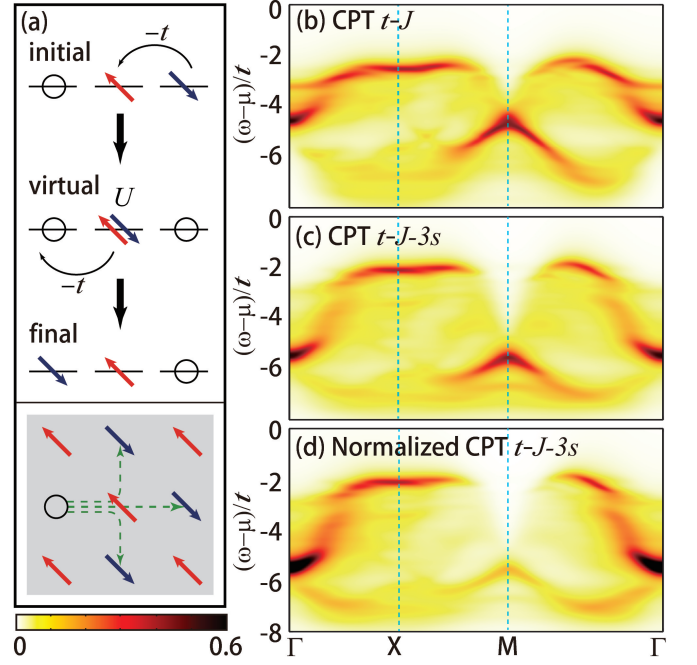 (a)
−t
initial
virtual
U
−t
final
0
0.6
(b) CPT t-J
0
-2
-4
-6
(ω−μ)/t
(c) CPT t-J-3s
0
-2
-4
-6
(ω−μ)/t
(d) Normalized CPT t-J-3s
0
-2
-4
-6
-8
(ω−μ)/t
Γ
X
M
Γ